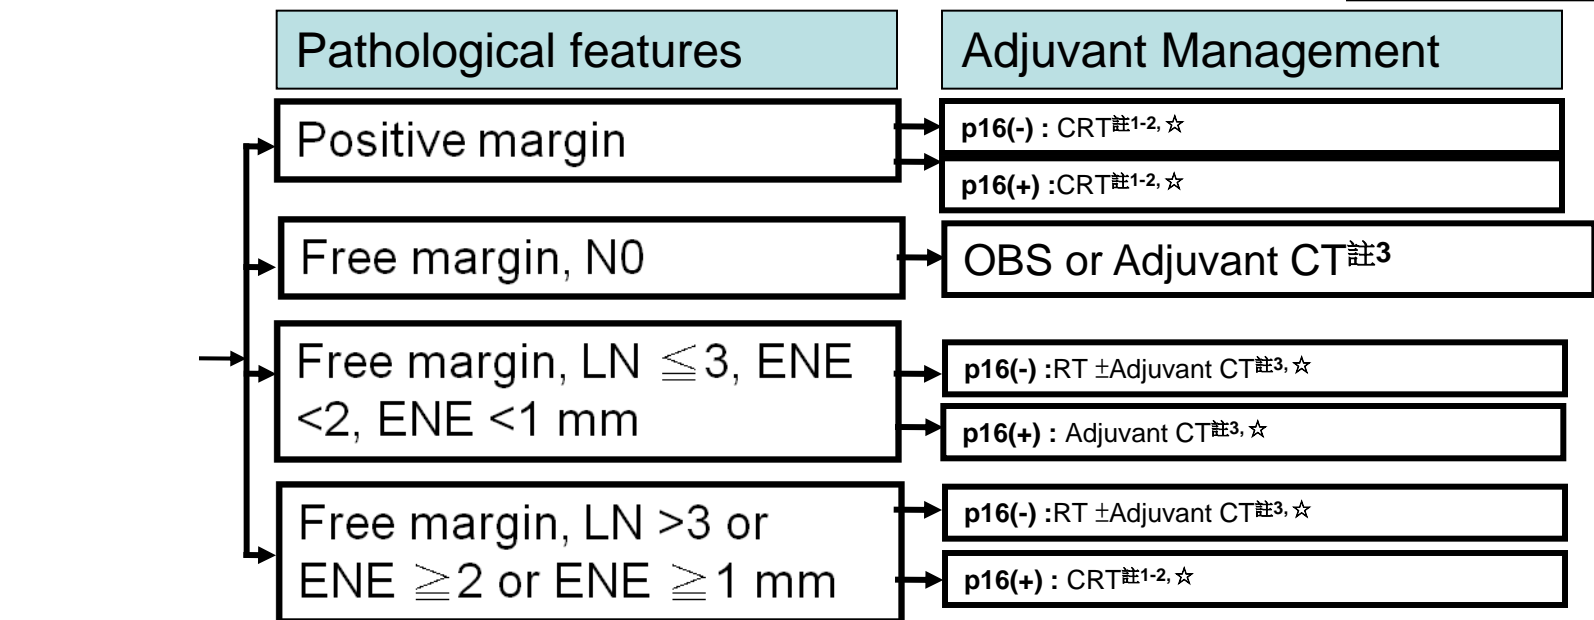 Pathological features
Adjuvant Management
Positive margin
p16(-) : CRT註1-2, ☆
p16(+) :CRT註1-2, ☆
Free margin, N0
OBS or Adjuvant CT註3
Free margin, LN ≦3, ENE
<2, ENE <1 mm
p16(-) :RT ±Adjuvant CT註3, ☆
p16(+) : Adjuvant CT註3, ☆
Free margin, LN >3 or
ENE ≧2 or ENE ≧1 mm
p16(-) :RT ±Adjuvant CT註3, ☆
p16(+) : CRT註1-2, ☆